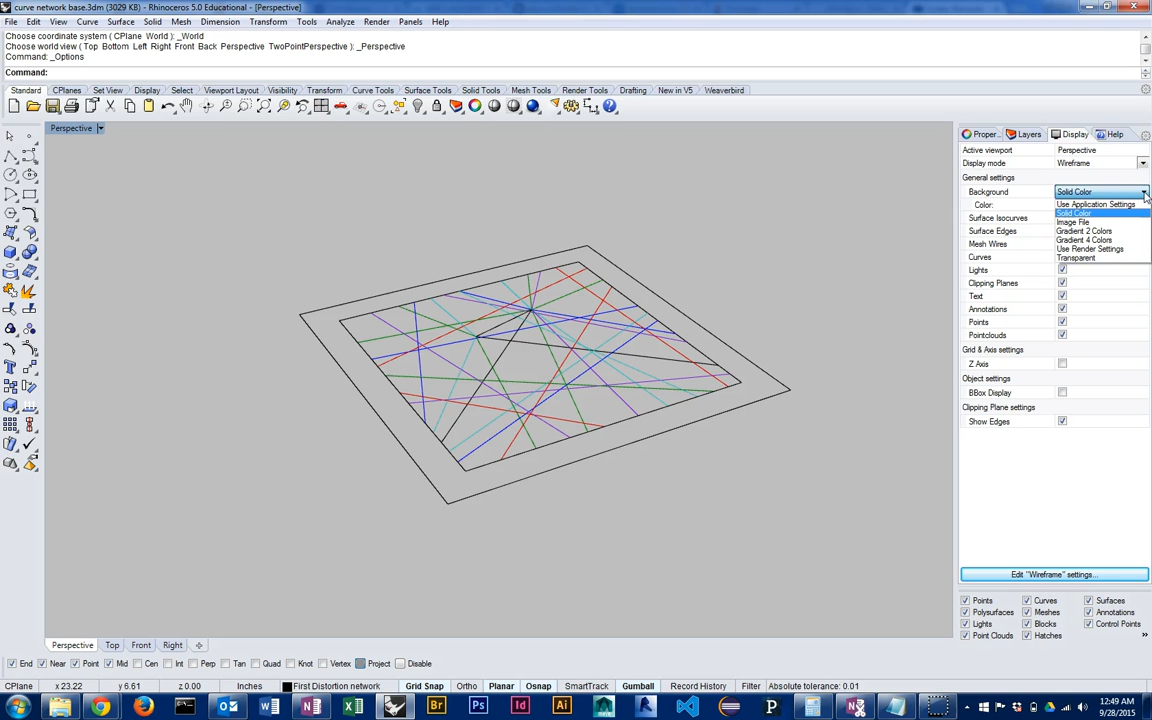 curve network base.3dm (3029 KB) - Rhinoceros 5.0 Educational - [Perspective]
File Edit View Curve Surface Solid Mesh Dimension Transform Tools Analyze Render Panels Help
Choose coordinate system ( CPlane World ): _World
Choose world view ( Top Bottom Left Right Front Back Perspective TwoPointPerspective ): _Perspective
Command: _Options
Command:
Standard CPlanes Set View Display Select Viewport Layout Visibility Transform Curve Tools Surface Tools Solid Tools Mesh Tools Render Tools Drafting New in V5 Weaverbird
Perspective
Proper... Layers Display Help
Active viewport Perspective
Display mode Wireframe
General settings
Background Solid Color
Color: Use Application Settings
Solid Color
Surface Isocurves Image File
Surface Edges Gradient 2 Colors
Gradient 4 Colors
Mesh Wires Use Render Settings
Curves Transparent
Lights
Clipping Planes
Text
Annotations
Points
Pointclouds
Grid & Axis settings
Z Axis
Object settings
BBox Display
Clipping Plane settings
Show Edges
Edit "Wireframe" settings...
Points Curves Surfaces
Polysurfaces Meshes Annotations
Lights Blocks Control Points
Point Clouds Hatches
Perspective Top Front Right
End Near Point Mid Cen Int Perp Tan Quad Knot Vertex Project Disable
CPlane x 23.22 y 6.61 z 0.00 Inches First Distortion network Grid Snap Ortho Planar Osnap SmartTrack Gumball Record History Filter Absolute tolerance: 0.01
Br Ps Id Ai P
12:49 AM
9/28/2015